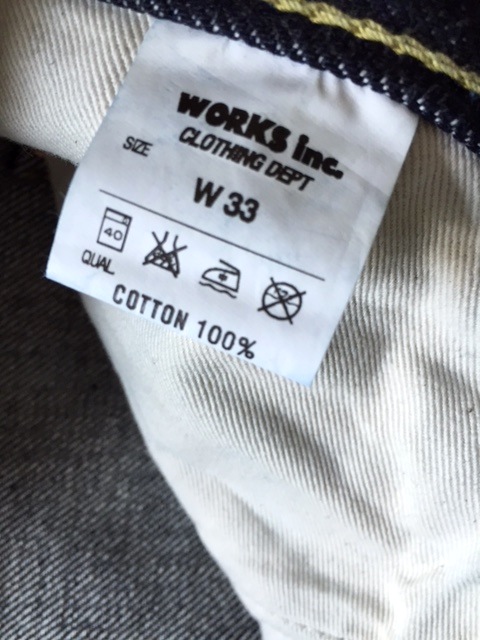 WORKS inc.
CLOTHING DEPT
SIZE
W 33
40
QUAL
COTTON 100%